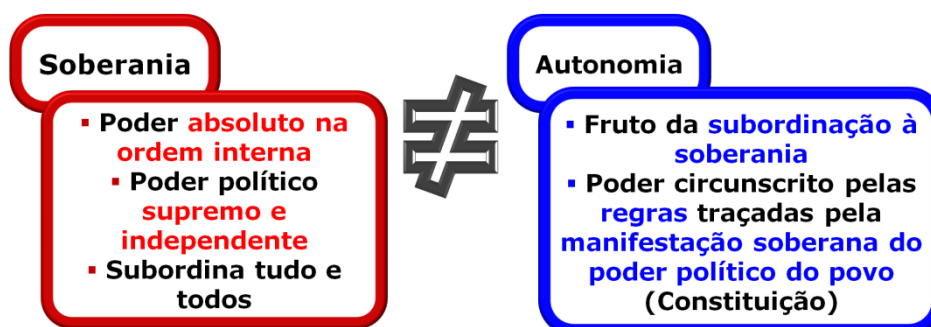 Soberania
▪ Poder absoluto na
ordem interna
▪ Poder político
supremo e
independente
▪ Subordina tudo e
todos
≠
Autonomia
▪ Fruto da subordinação à
soberania
▪ Poder circunscrito pelas
regras traçadas pela
manifestação soberana do
poder político do povo
(Constituição)